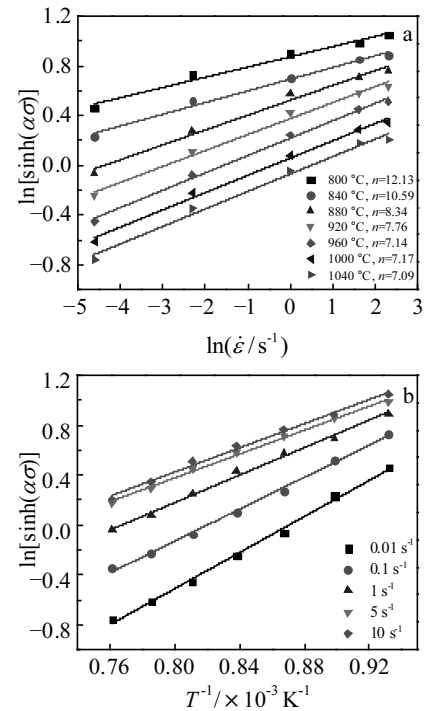 a
ln[sinh(ασ)]
1.2
0.8
0.4
0.0
−0.4
−0.8
■ 800 °C, n=12.13
● 840 °C, n=10.59
▲ 880 °C, n=8.34
▼ 920 °C, n=7.76
◆ 960 °C, n=7.14
◀ 1000 °C, n=7.17
▶ 1040 °C, n=7.09
−5 −4 −3 −2 −1 0 1 2 3
ln(ε̇ / s⁻¹)
b
ln[sinh(ασ)]
1.2
0.8
0.4
0.0
−0.4
−0.8
■ 0.01 s⁻¹
● 0.1 s⁻¹
▲ 1 s⁻¹
▼ 5 s⁻¹
◆ 10 s⁻¹
0.76 0.80 0.84 0.88 0.92
T⁻¹/×10⁻³ K⁻¹